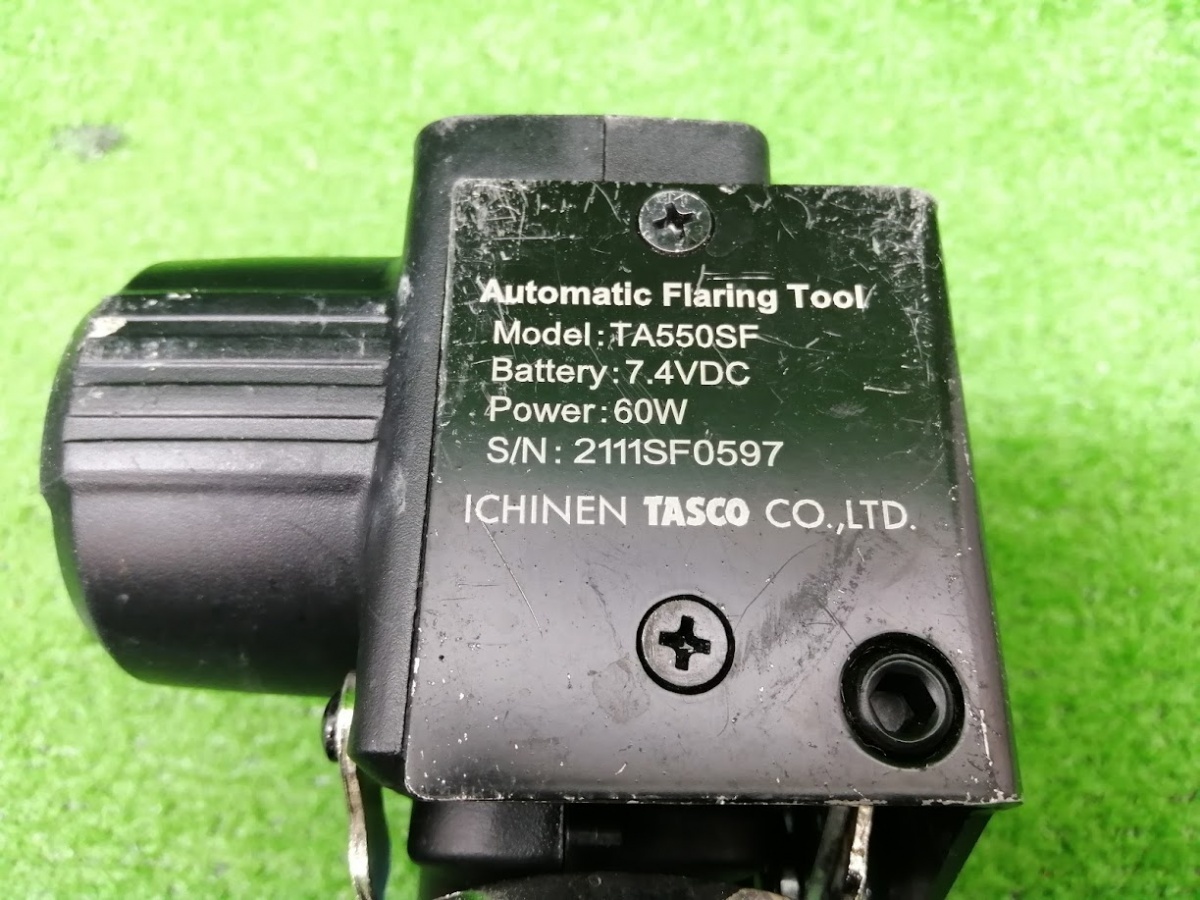 Automatic Flaring Tool
Model:TA550SF
Battery:7.4VDC
Power:60W
S/N: 2111SF0597
ICHINEN TASCO CO.,LTD.